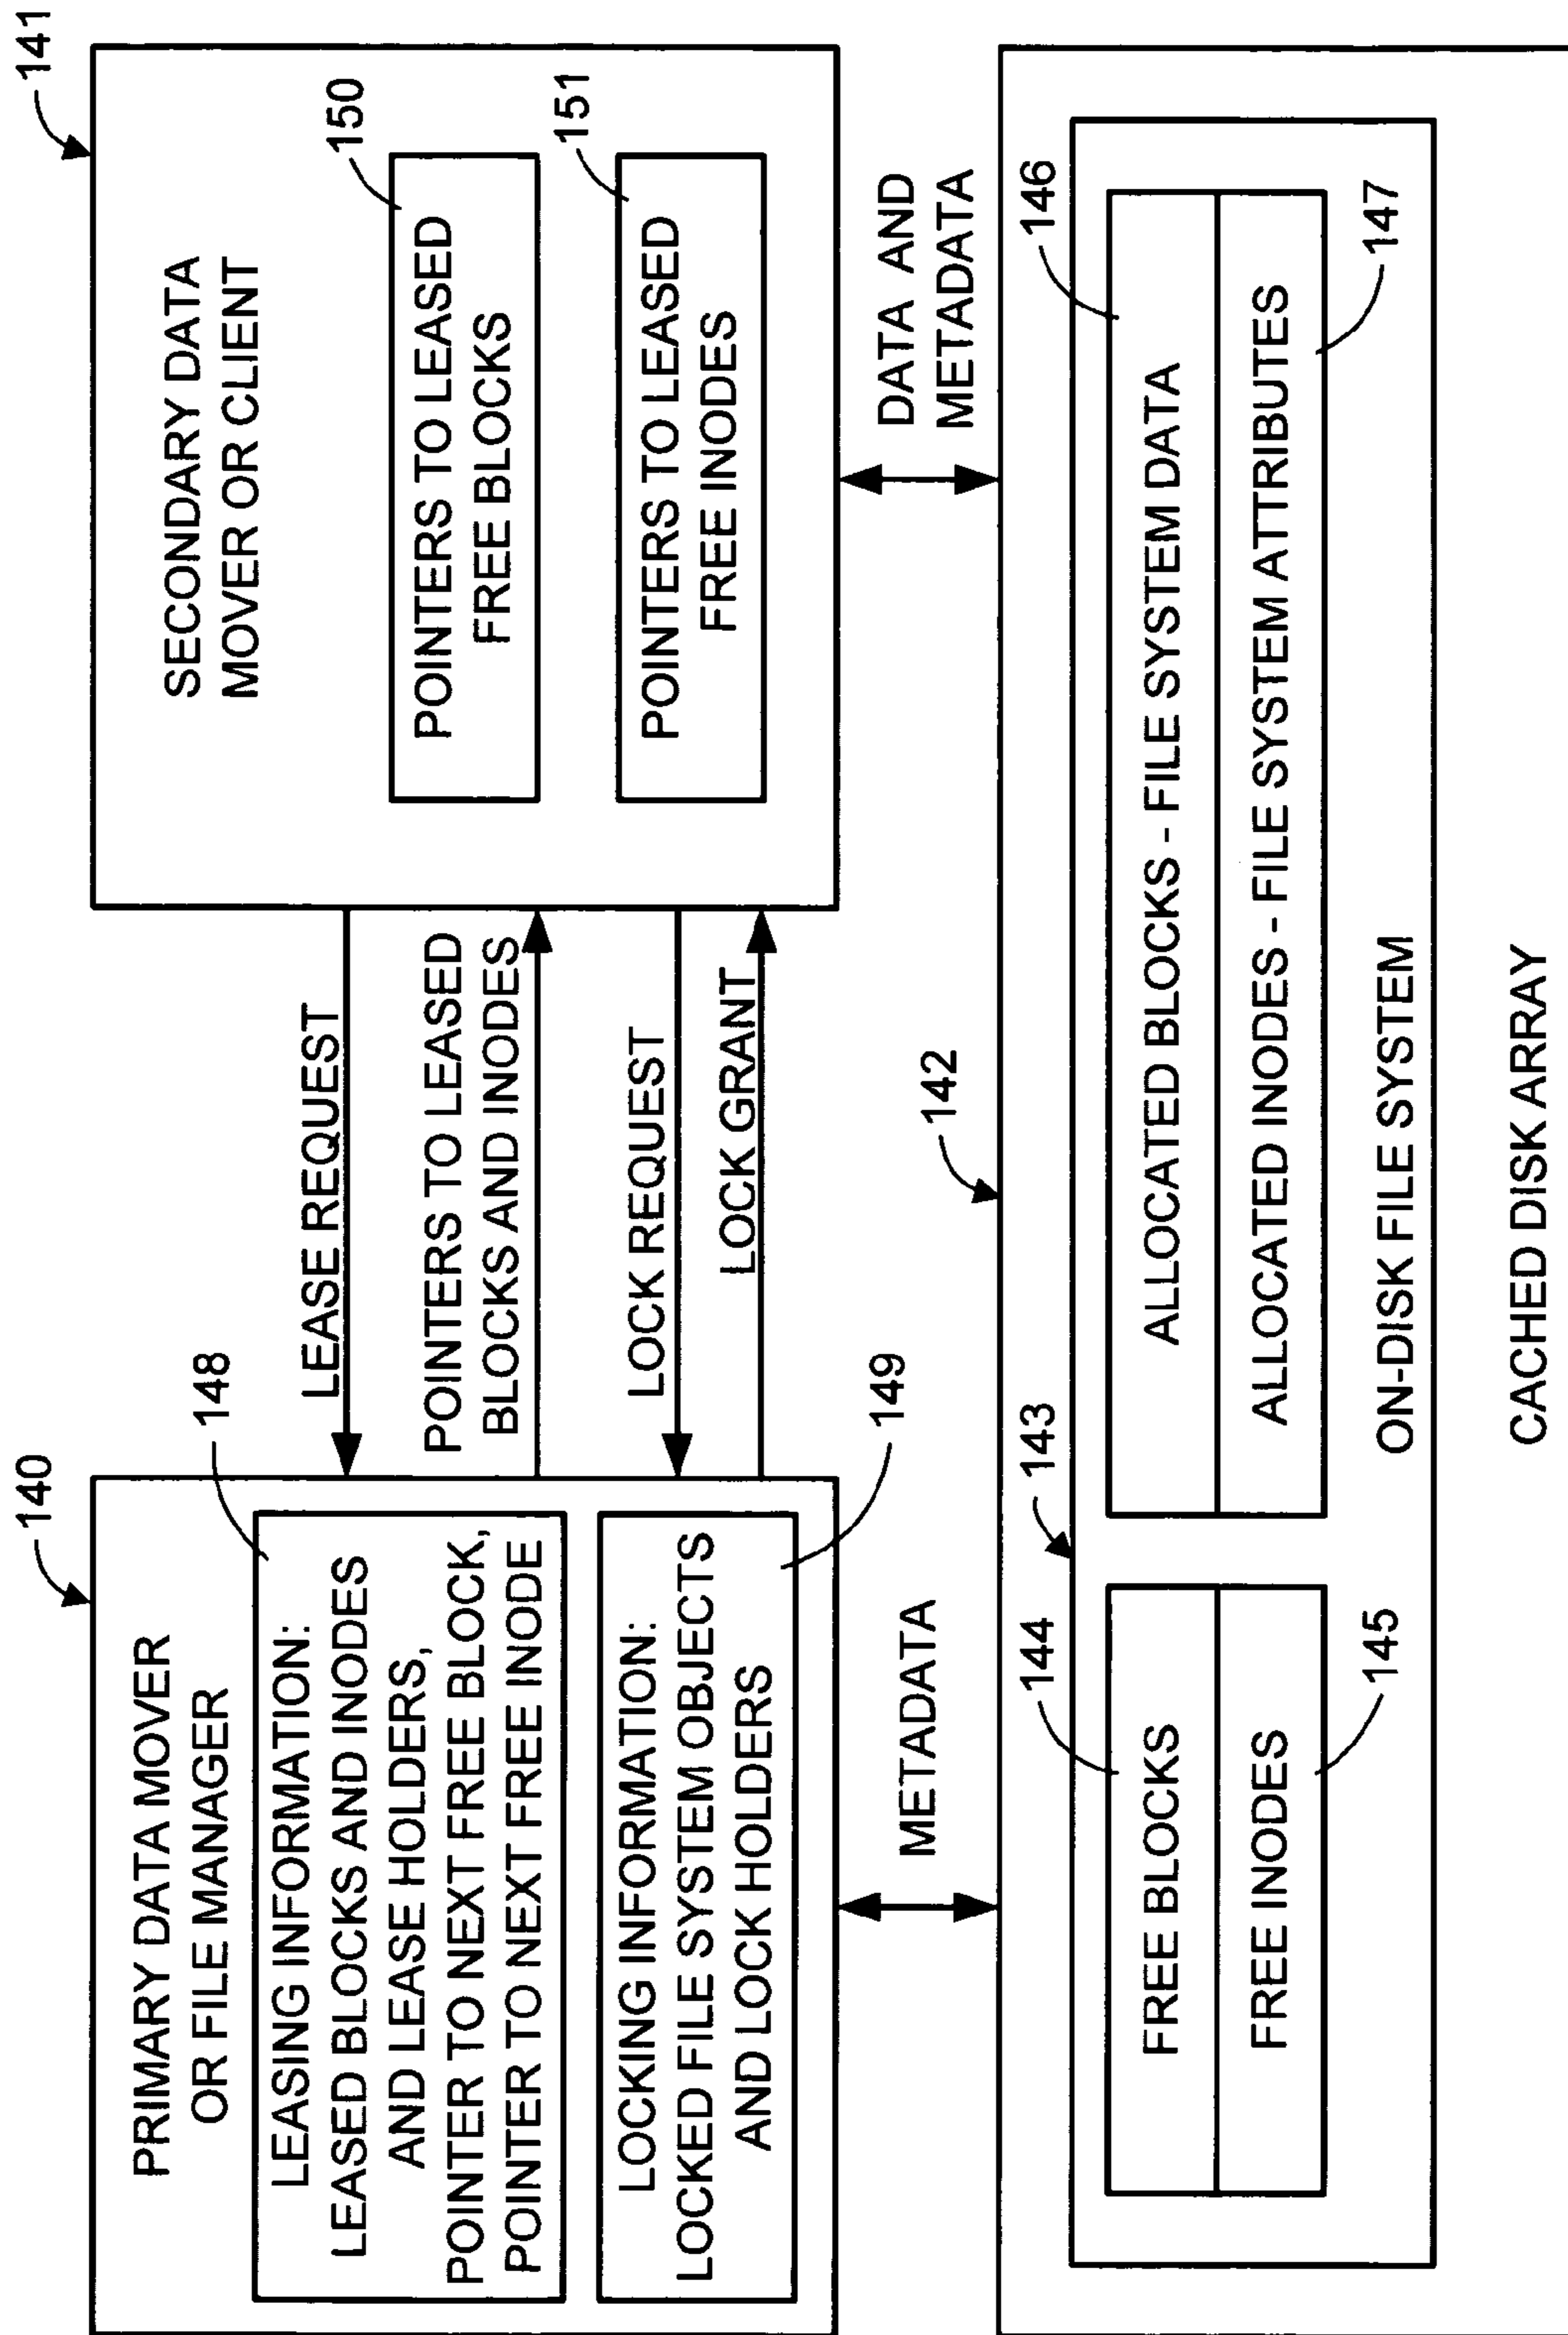 140
PRIMARY DATA MOVER
OR FILE MANAGER
148
LEASING INFORMATION:
LEASED BLOCKS AND INODES
AND LEASE HOLDERS,
POINTER TO NEXT FREE BLOCK,
POINTER TO NEXT FREE INODE
LOCKING INFORMATION:
LOCKED FILE SYSTEM OBJECTS
AND LOCK HOLDERS
149
LEASE REQUEST
POINTERS TO LEASED
BLOCKS AND INODES
LOCK REQUEST
LOCK GRANT
141
SECONDARY DATA
MOVER OR CLIENT
150
POINTERS TO LEASED
FREE BLOCKS
151
POINTERS TO LEASED
FREE INODES
METADATA
DATA AND
METADATA
142
143
144
FREE BLOCKS
FREE INODES
145
146
ALLOCATED BLOCKS - FILE SYSTEM DATA
ALLOCATED INODES - FILE SYSTEM ATTRIBUTES
147
ON-DISK FILE SYSTEM
CACHED DISK ARRAY